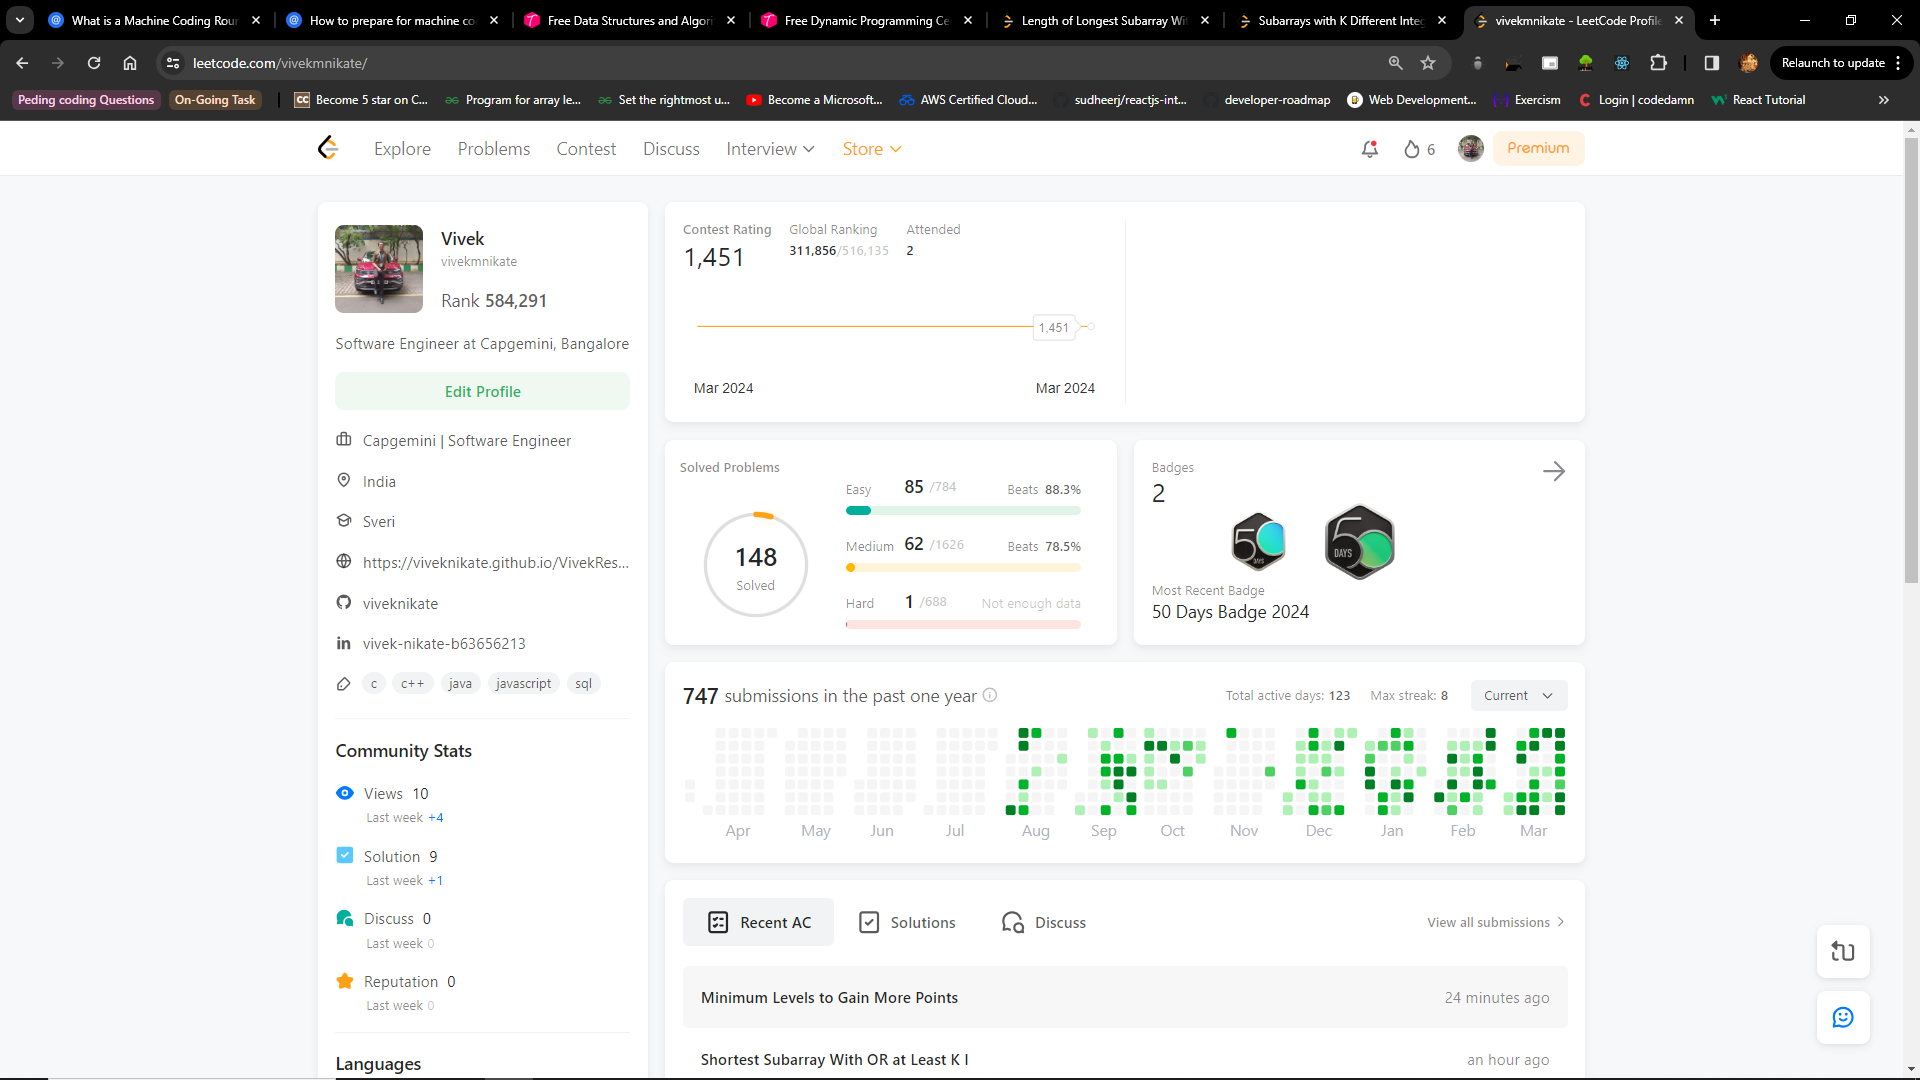 What is a Machine Coding Rour
How to prepare for machine co
Free Data Structures and Algori
Free Dynamic Programming Ce
Length of Longest Subarray Wi
Subarrays with K Different Integ
vivekmnikate - LeetCode Profile
leetcode.com/vivekmnikate/
Relaunch to update
Peding coding Questions
On-Going Task
CC Become 5 star on C...
Program for array le...
Set the rightmost u...
Become a Microsoft...
AWS Certified Cloud...
sudheerj/reactjs-int...
developer-roadmap
Web Development...
Exercism
Login | codedamn
React Tutorial
Explore
Problems
Contest
Discuss
Interview
Store
6
Premium
Vivek
vivekmnikate
Rank 584,291
Software Engineer at Capgemini, Bangalore
Edit Profile
Capgemini | Software Engineer
India
Sveri
https://viveknikate.github.io/VivekRes...
viveknikate
vivek-nikate-b63656213
c c++ java javascript sql
Community Stats
Views 10
Last week +4
Solution 9
Last week +1
Discuss 0
Last week 0
Reputation 0
Last week 0
Languages
Contest Rating
1,451
Global Ranking
311,856/516,135
Attended
2
1,451
Mar 2024
Mar 2024
Solved Problems
148
Solved
Easy 85 /784 Beats 88.3%
Medium 62 /1626 Beats 78.5%
Hard 1 /688 Not enough data
Badges
2
50 DAYS
50 DAYS
Most Recent Badge
50 Days Badge 2024
747 submissions in the past one year
Total active days: 123
Max streak: 8
Current
Apr May Jun Jul Aug Sep Oct Nov Dec Jan Feb Mar
Recent AC
Solutions
Discuss
View all submissions
Minimum Levels to Gain More Points
24 minutes ago
Shortest Subarray With OR at Least K I
an hour ago